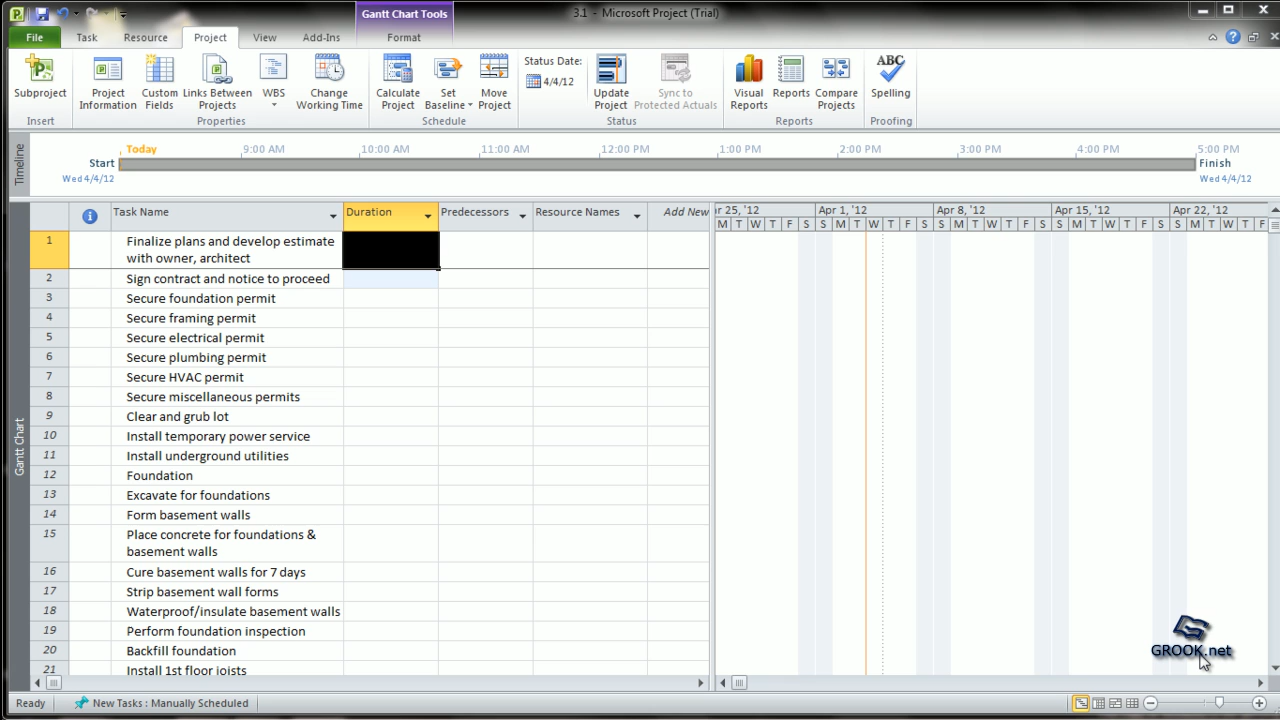 3.1 - Microsoft Project (Trial)
Gantt Chart Tools
File Task Resource Project View Add-Ins Format
Subproject
Project Information
Custom Fields
Links Between Projects
WBS
Change Working Time
Calculate Project
Set Baseline
Move Project
Status Date:
4/4/12
Update Project
Sync to Protected Actuals
Visual Reports
Reports
Compare Projects
ABC
Spelling
Insert Properties Schedule Status Reports Proofing
Timeline
Today 9:00 AM 10:00 AM 11:00 AM 12:00 PM 1:00 PM 2:00 PM 3:00 PM 4:00 PM 5:00 PM
Start
Wed 4/4/12
Finish
Wed 4/4/12
Task Name Duration Predecessors Resource Names Add New
r 25, '12 Apr 1, '12 Apr 8, '12 Apr 15, '12 Apr 22, '12
M T W T F S S M T W T F S S M T W T F S S M T W T F S S M T W T F
Gantt Chart
1 Finalize plans and develop estimate
with owner, architect
2 Sign contract and notice to proceed
3 Secure foundation permit
4 Secure framing permit
5 Secure electrical permit
6 Secure plumbing permit
7 Secure HVAC permit
8 Secure miscellaneous permits
9 Clear and grub lot
10 Install temporary power service
11 Install underground utilities
12 Foundation
13 Excavate for foundations
14 Form basement walls
15 Place concrete for foundations &
basement walls
16 Cure basement walls for 7 days
17 Strip basement wall forms
18 Waterproof/insulate basement walls
19 Perform foundation inspection
20 Backfill foundation
21 Install 1st floor joists
GROOK.net
Ready New Tasks : Manually Scheduled